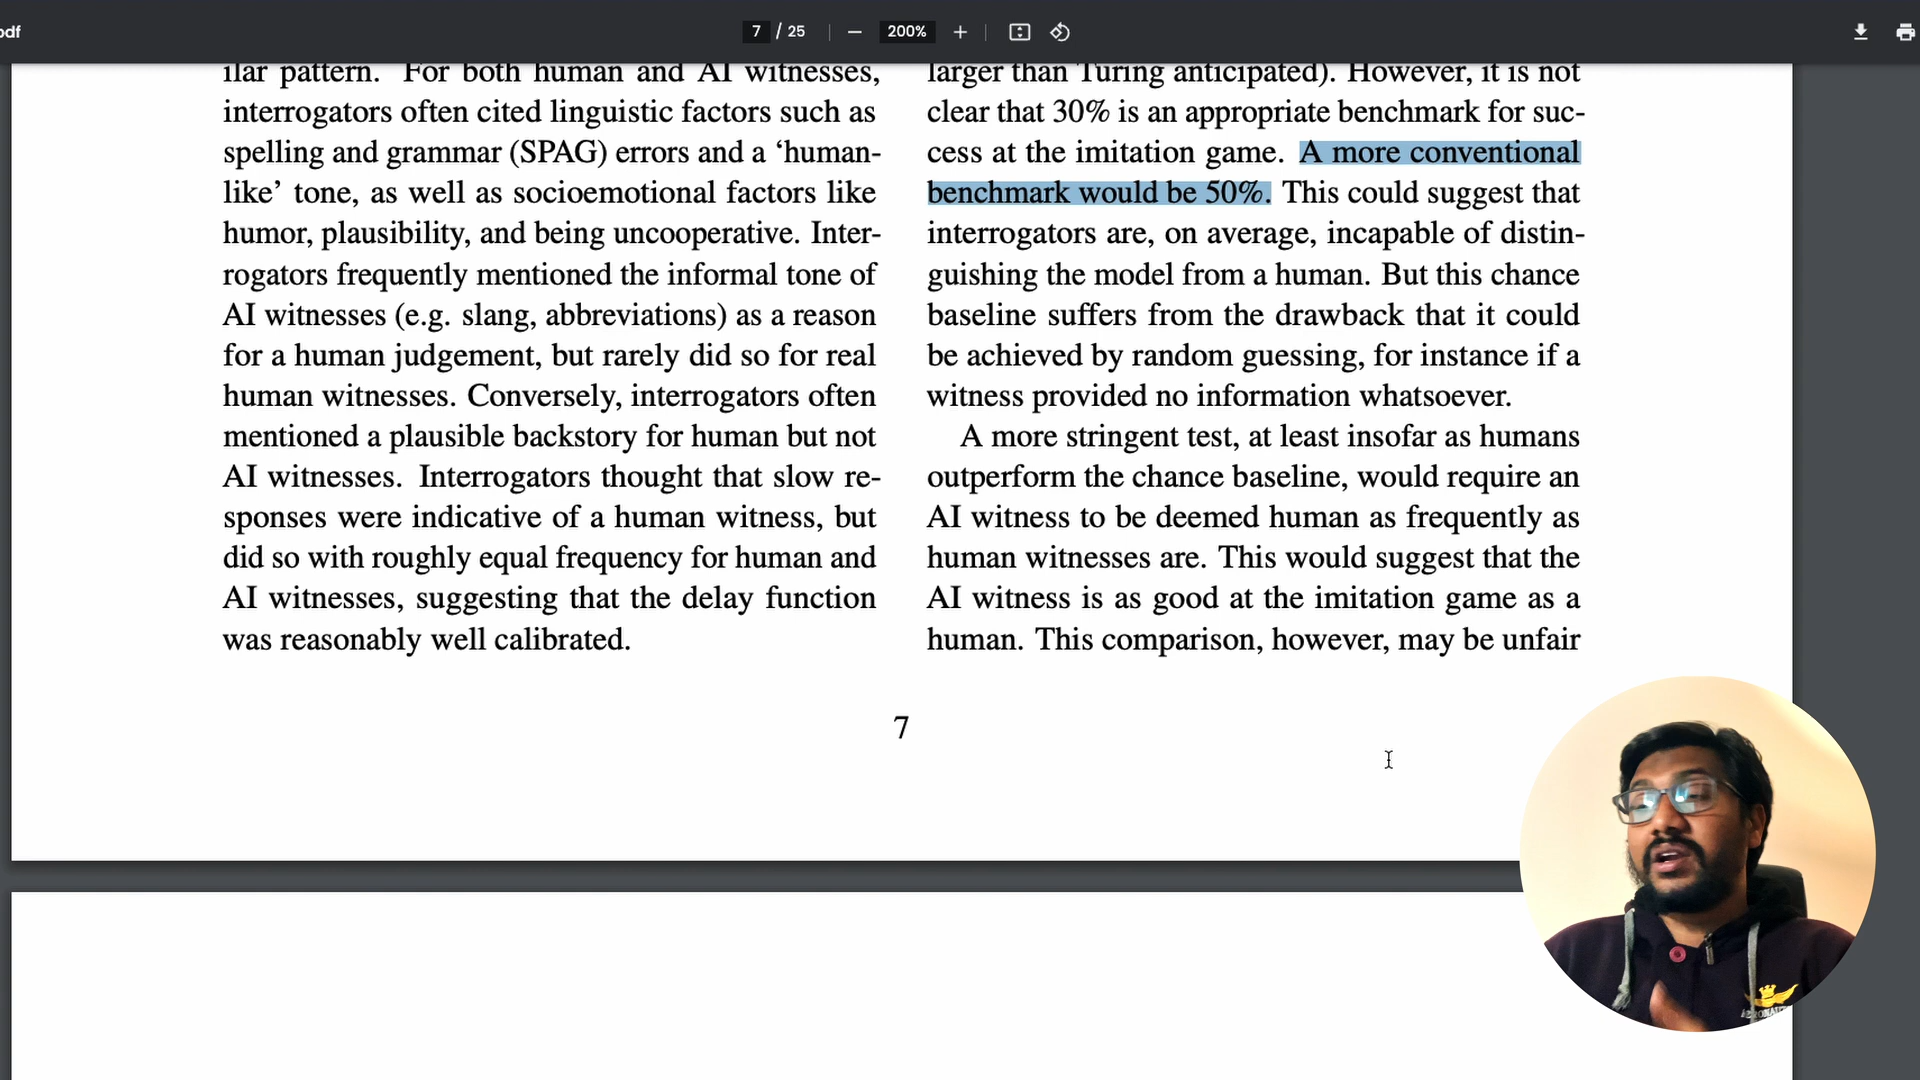 pdf
7 / 25
200%
ilar pattern. For both human and AI witnesses,
interrogators often cited linguistic factors such as
spelling and grammar (SPAG) errors and a ‘human-
like’ tone, as well as socioemotional factors like
humor, plausibility, and being uncooperative. Inter-
rogators frequently mentioned the informal tone of
AI witnesses (e.g. slang, abbreviations) as a reason
for a human judgement, but rarely did so for real
human witnesses. Conversely, interrogators often
mentioned a plausible backstory for human but not
AI witnesses. Interrogators thought that slow re-
sponses were indicative of a human witness, but
did so with roughly equal frequency for human and
AI witnesses, suggesting that the delay function
was reasonably well calibrated.
larger than Turing anticipated). However, it is not
clear that 30% is an appropriate benchmark for suc-
cess at the imitation game. A more conventional
benchmark would be 50%. This could suggest that
interrogators are, on average, incapable of distin-
guishing the model from a human. But this chance
baseline suffers from the drawback that it could
be achieved by random guessing, for instance if a
witness provided no information whatsoever.
A more stringent test, at least insofar as humans
outperform the chance baseline, would require an
AI witness to be deemed human as frequently as
human witnesses are. This would suggest that the
AI witness is as good at the imitation game as a
human. This comparison, however, may be unfair
7